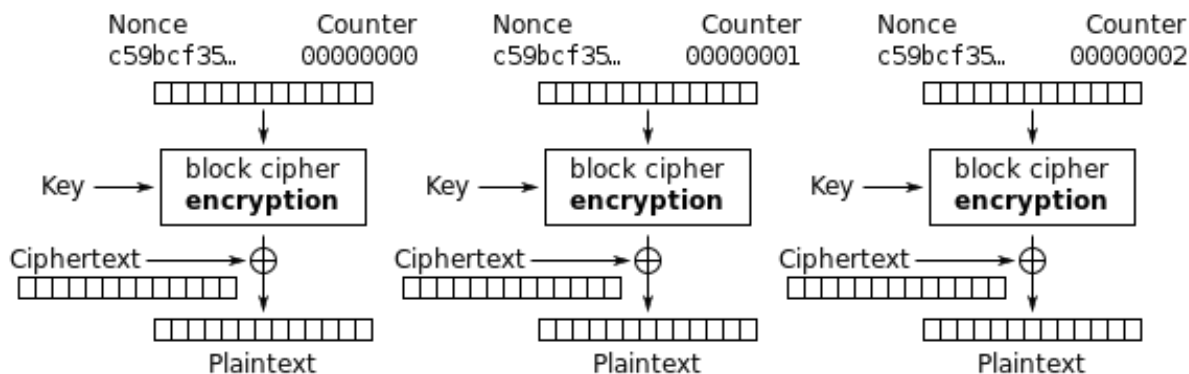 Nonce Counter Nonce Counter Nonce Counter
c59bcf35… 00000000 c59bcf35… 00000001 c59bcf35… 00000002
block cipher block cipher block cipher
Key encryption Key encryption Key encryption
Ciphertext Ciphertext Ciphertext
Plaintext Plaintext Plaintext